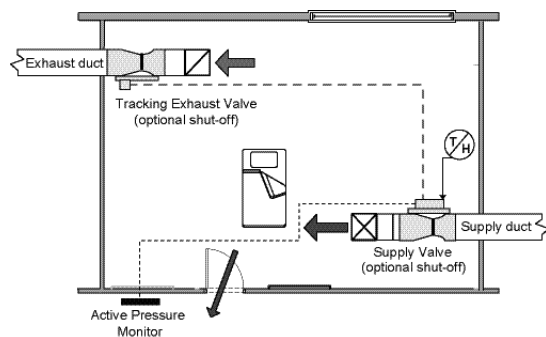 Exhaust duct
Tracking Exhaust Valve
(optional shut-off)
T/H
Supply duct
Supply Valve
(optional shut-off)
Active Pressure
Monitor